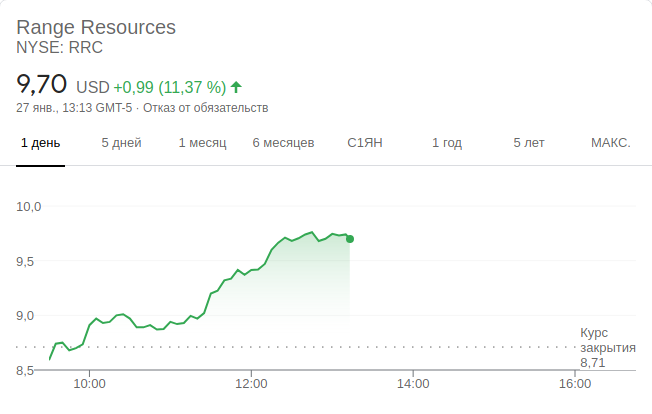 Range Resources
NYSE: RRC
9,70 USD +0,99 (11,37 %)
27 янв., 13:13 GMT-5 · Отказ от обязательств
1 день 5 дней 1 месяц 6 месяцев С1ЯН 1 год 5 лет МАКС.
10,0
9,5
9,0
Курс
закрытия
8,71
8,5
10:00 12:00 14:00 16:00